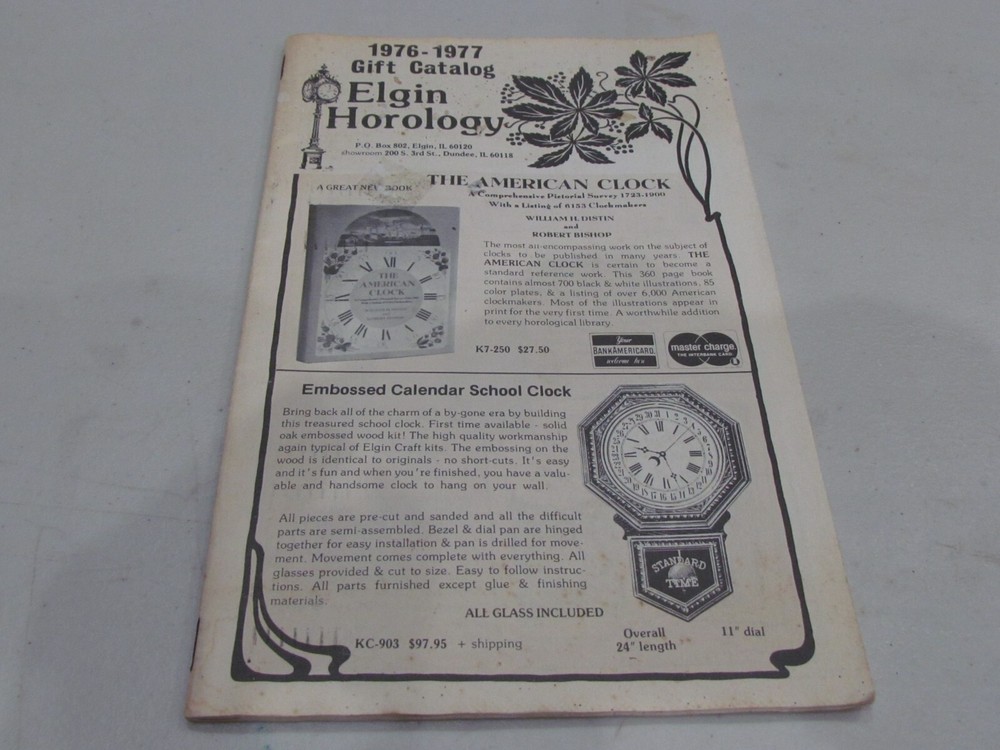 1976-1977
Gift Catalog
Elgin
Horology
P.O. Box 802, Elgin, IL 60120
showroom 200 S. 3rd St., Dundee, IL 60118
A GREAT NEW BOOK
THE AMERICAN CLOCK
A Comprehensive Pictorial Survey 1723-1900
With a Listing of 6153 Clockmakers
WILLIAM H. DISTIN
and
ROBERT BISHOP
The most all-encompassing work on the subject of
clocks to be published in many years. THE
AMERICAN CLOCK is certain to become a
standard reference work. This 360 page book
contains almost 700 black & white illustrations, 85
color plates, & a listing of over 6,000 American
clockmakers. Most of the illustrations appear in
print for the very first time. A worthwhile addition
to every horological library.
THE
AMERICAN
CLOCK
K7-250 $27.50
Your
BANKAMERICARD
welcome here
master charge
THE INTERBANK CARD
Embossed Calendar School Clock
Bring back all of the charm of a by-gone era by building
this treasured school clock. First time available - solid
oak embossed wood kit! The high quality workmanship
again typical of Elgin Craft kits. The embossing on the
wood is identical to originals - no short-cuts. It's easy
and it's fun and when you're finished, you have a valu-
able and handsome clock to hang on your wall.
All pieces are pre-cut and sanded and all the difficult
parts are semi-assembled. Bezel & dial pan are hinged
together for easy installation & pan is drilled for move-
ment. Movement comes complete with everything. All
glasses provided & cut to size. Easy to follow instruc-
tions. All parts furnished except glue & finishing
materials.
ALL GLASS INCLUDED
KC-903 $97.95 + shipping
STANDARD
TIME
Overall
24" length
11" dial